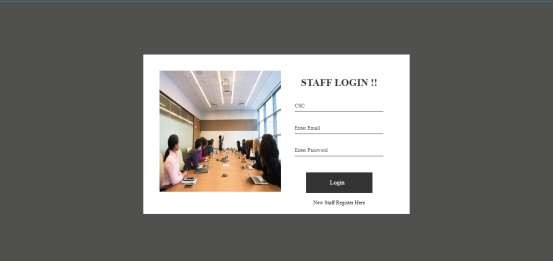 STAFF LOGIN !!
CSC
Enter Email
Enter Password
Login
New Staff Register Here